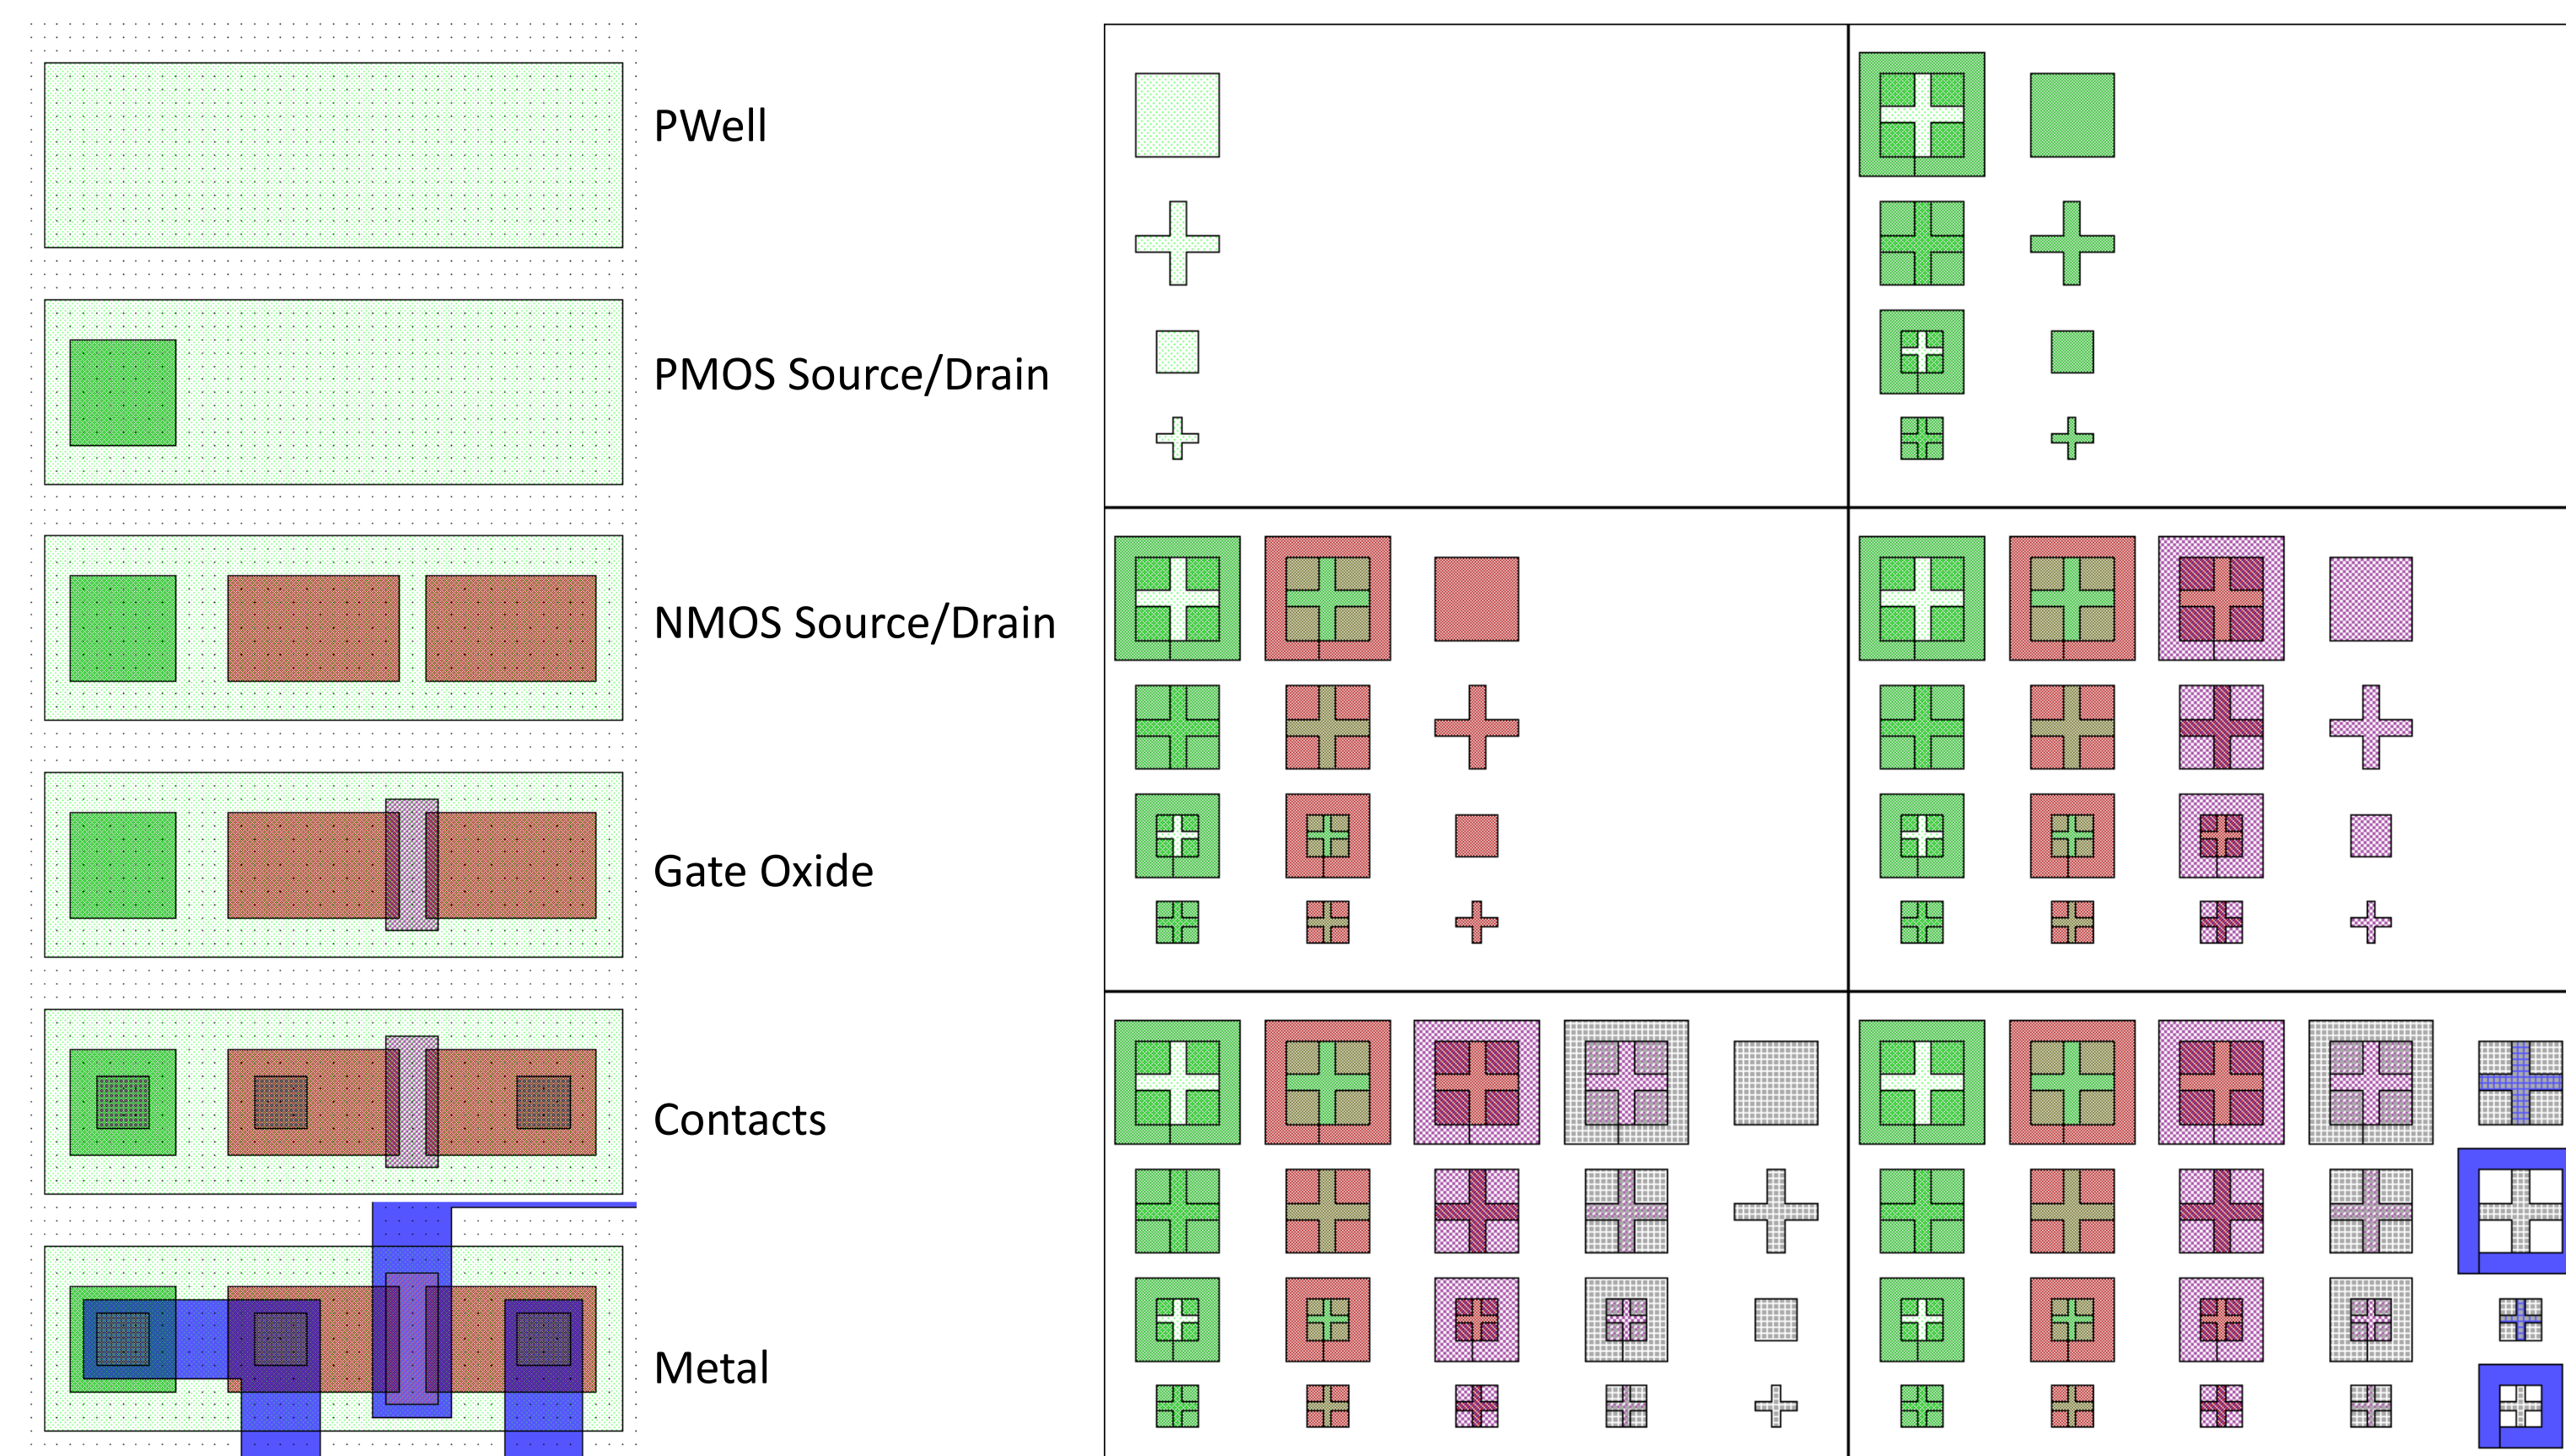 PWell
PMOS Source/Drain
NMOS Source/Drain
Gate Oxide
Contacts
Metal